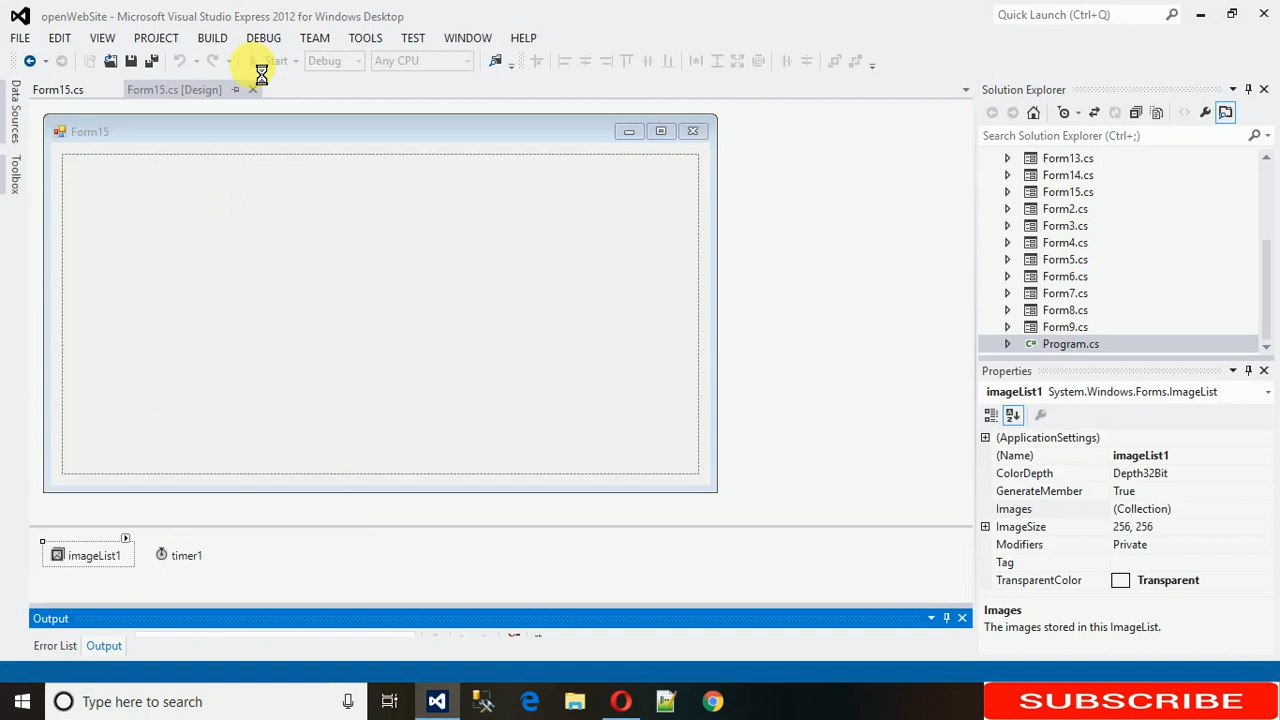 openWebSite - Microsoft Visual Studio Express 2012 for Windows Desktop
Quick Launch (Ctrl+Q)
FILE EDIT VIEW PROJECT BUILD DEBUG TEAM TOOLS TEST WINDOW HELP
Start Debug Any CPU
Data Sources
Toolbox
Form15.cs Form15.cs [Design]
Form15
imageList1 timer1
Output
Error List Output
Solution Explorer
Search Solution Explorer (Ctrl+;)
Form13.cs
Form14.cs
Form15.cs
Form2.cs
Form3.cs
Form4.cs
Form5.cs
Form6.cs
Form7.cs
Form8.cs
Form9.cs
Program.cs
Properties
imageList1 System.Windows.Forms.ImageList
(ApplicationSettings)
(Name) imageList1
ColorDepth Depth32Bit
GenerateMember True
Images (Collection)
ImageSize 256, 256
Modifiers Private
Tag
TransparentColor Transparent
Images
The images stored in this ImageList.
Type here to search
SUBSCRIBE